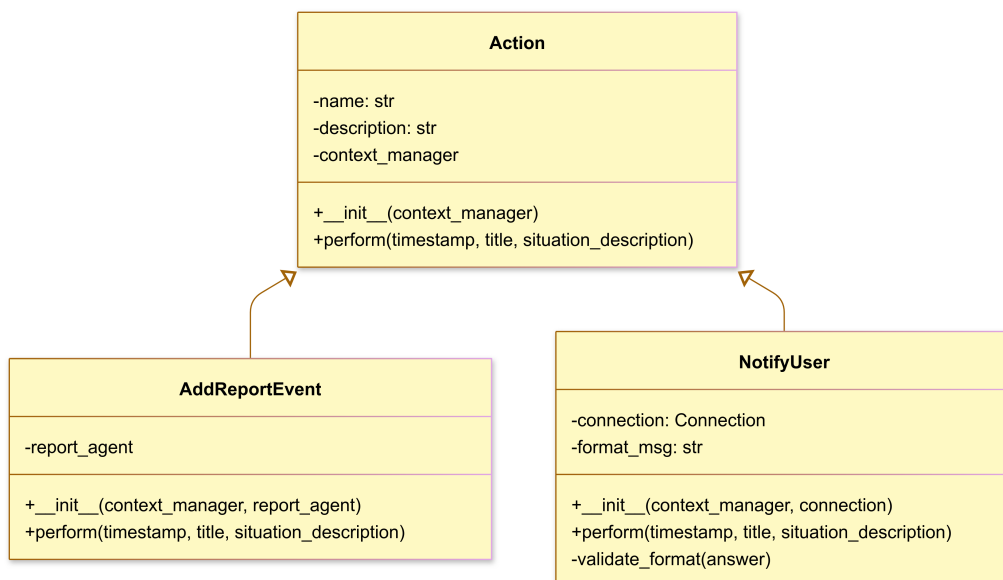 Action
-name: str
-description: str
-context_manager
+__init__(context_manager)
+perform(timestamp, title, situation_description)
AddReportEvent
-report_agent
+__init__(context_manager, report_agent)
+perform(timestamp, title, situation_description)
NotifyUser
-connection: Connection
-format_msg: str
+__init__(context_manager, connection)
+perform(timestamp, title, situation_description)
-validate_format(answer)